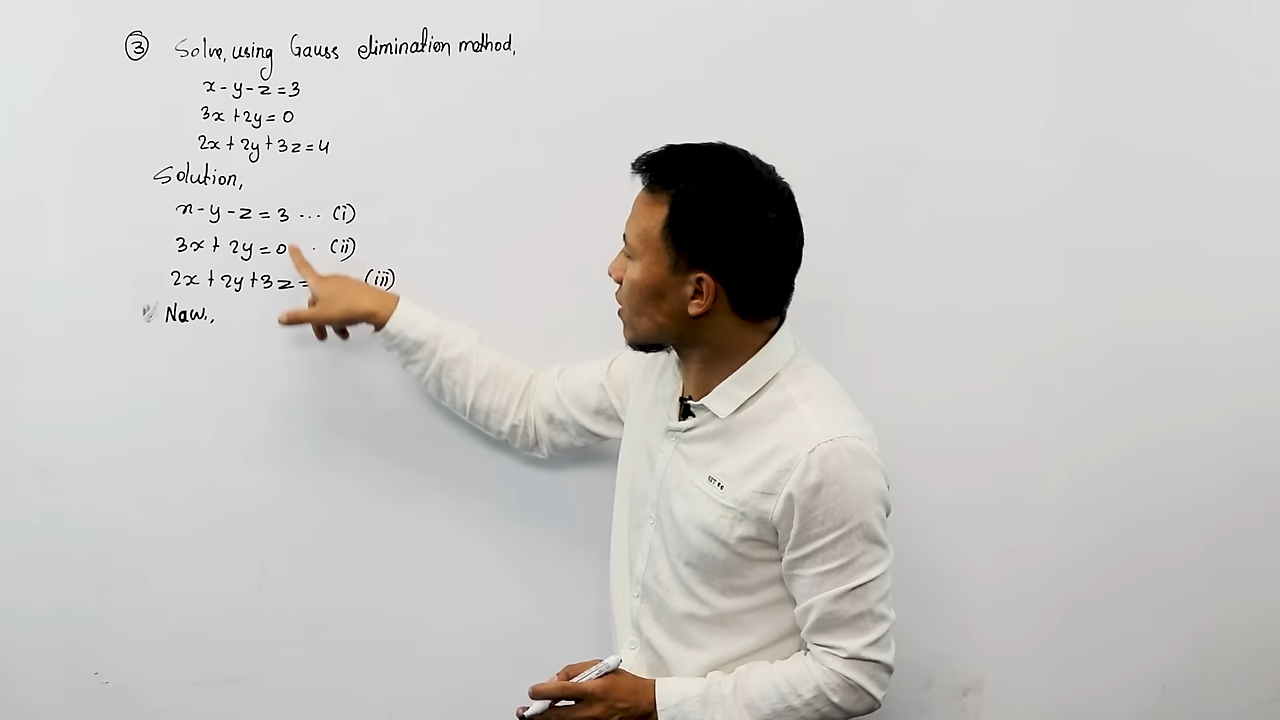 ③ Solve, using Gauss elimination method,
x - y - z = 3
3x + 2y = 0
2x + 2y + 3z = 4
Solution,
x - y - z = 3 ... (i)
3x + 2y = 0 . (ii)
2x + 2y + 3z = (iii)
Now.,